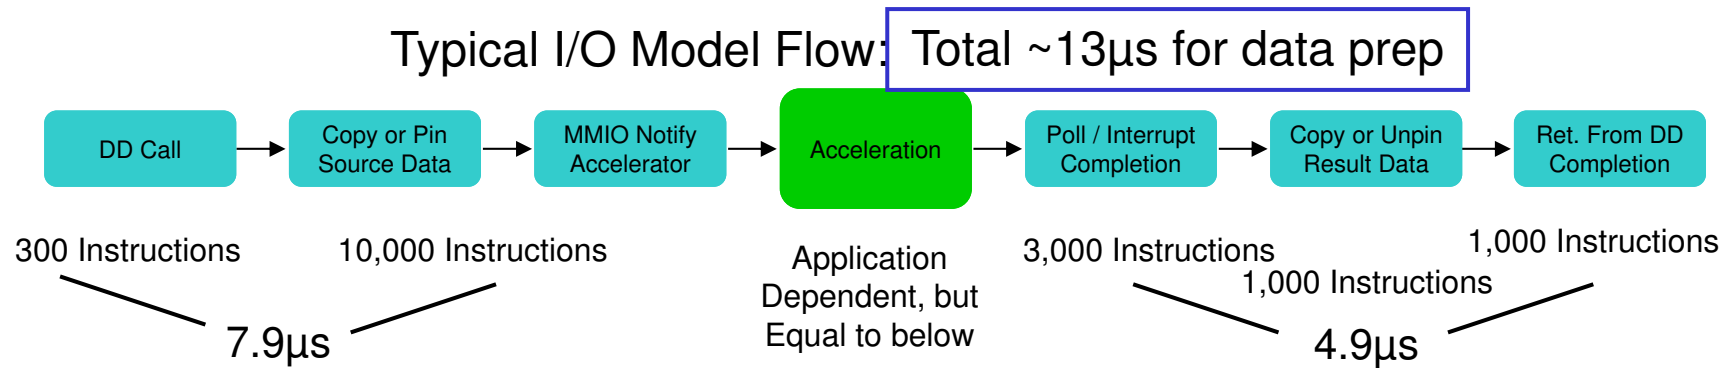 Typical I/O Model Flow: Total ~13µs for data prep
DD Call
Copy or Pin
Source Data
MMIO Notify
Accelerator
Acceleration
Poll / Interrupt
Completion
Copy or Unpin
Result Data
Ret. From DD
Completion
300 Instructions
10,000 Instructions
7.9µs
Application
Dependent, but
Equal to below
3,000 Instructions
1,000 Instructions
1,000 Instructions
4.9µs